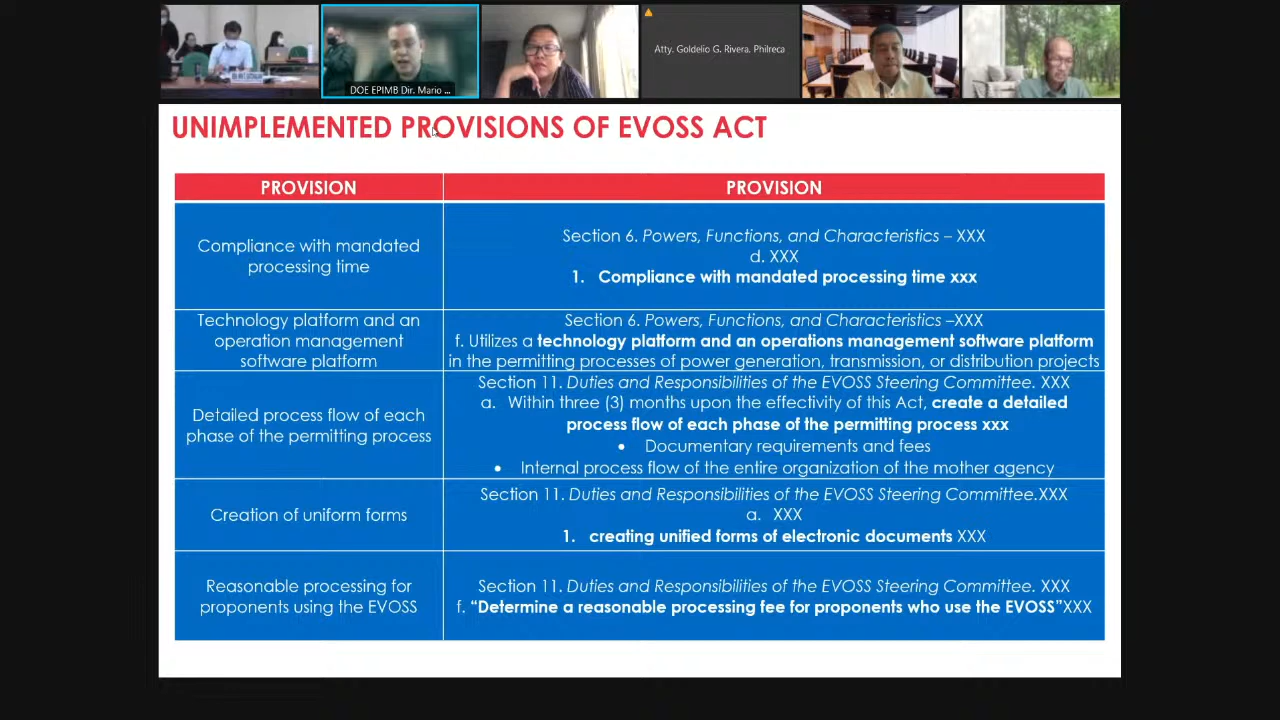 DOE EPIMB Dir. Mario ...
Atty. Goldelio G. Rivera. Philreca
UNIMPLEMENTED PROVISIONS OF EVOSS ACT
PROVISION
PROVISION
Compliance with mandated
processing time
Section 6. Powers, Functions, and Characteristics – XXX
d. XXX
1. Compliance with mandated processing time xxx
Technology platform and an
operation management
software platform
Section 6. Powers, Functions, and Characteristics –XXX
f. Utilizes a technology platform and an operations management software platform
in the permitting processes of power generation, transmission, or distribution projects
Detailed process flow of each
phase of the permitting process
Section 11. Duties and Responsibilities of the EVOSS Steering Committee. XXX
a. Within three (3) months upon the effectivity of this Act, create a detailed
process flow of each phase of the permitting process xxx
• Documentary requirements and fees
• Internal process flow of the entire organization of the mother agency
Creation of uniform forms
Section 11. Duties and Responsibilities of the EVOSS Steering Committee.XXX
a. XXX
1. creating unified forms of electronic documents XXX
Reasonable processing for
proponents using the EVOSS
Section 11. Duties and Responsibilities of the EVOSS Steering Committee. XXX
f. “Determine a reasonable processing fee for proponents who use the EVOSS”XXX